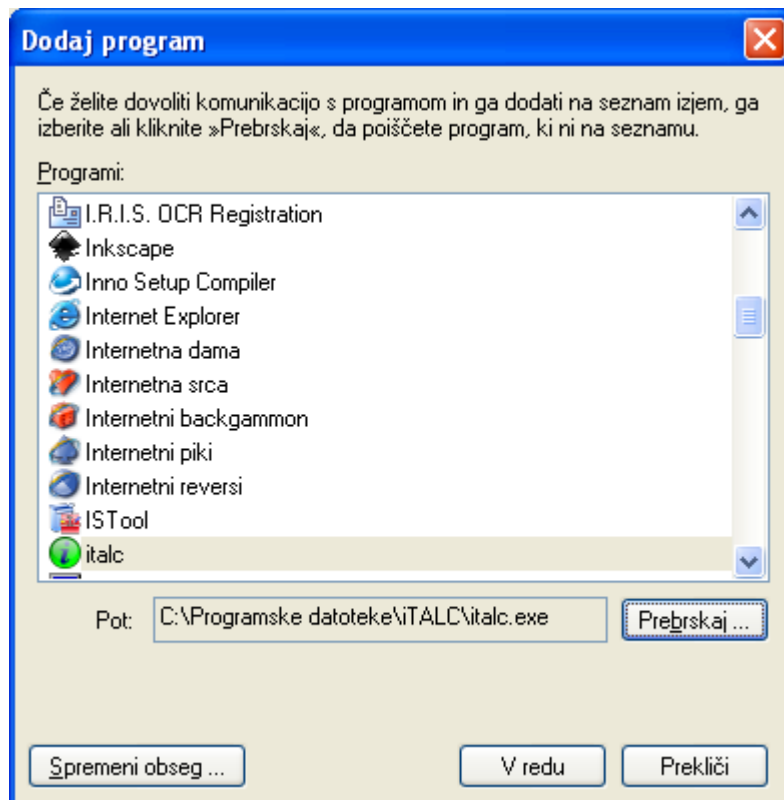 Dodaj program
Če želite dovoliti komunikacijo s programom in ga dodati na seznam izjem, ga
izberite ali kliknite »Prebrskaj«, da poiščete program, ki ni na seznamu.
Programi:
I.R.I.S. OCR Registration
Inkscape
Inno Setup Compiler
Internet Explorer
Internetna dama
Internetna srca
Internetni backgammon
Internetni piki
Internetni reversi
ISTool
italc
Pot: C:\Programske datoteke\iTALC\italc.exe Prebrskaj ...
Spremeni obseg ... V redu Prekliči